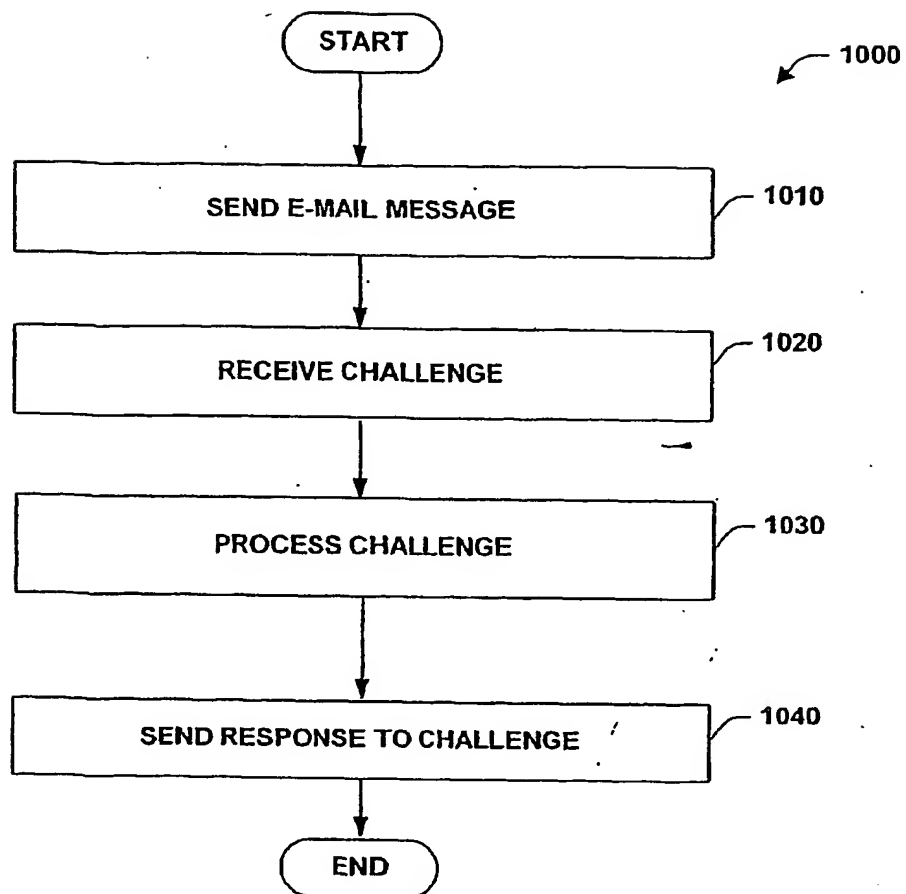 START
1000
SEND E-MAIL MESSAGE
1010
RECEIVE CHALLENGE
1020
PROCESS CHALLENGE
1030
SEND RESPONSE TO CHALLENGE
1040
END